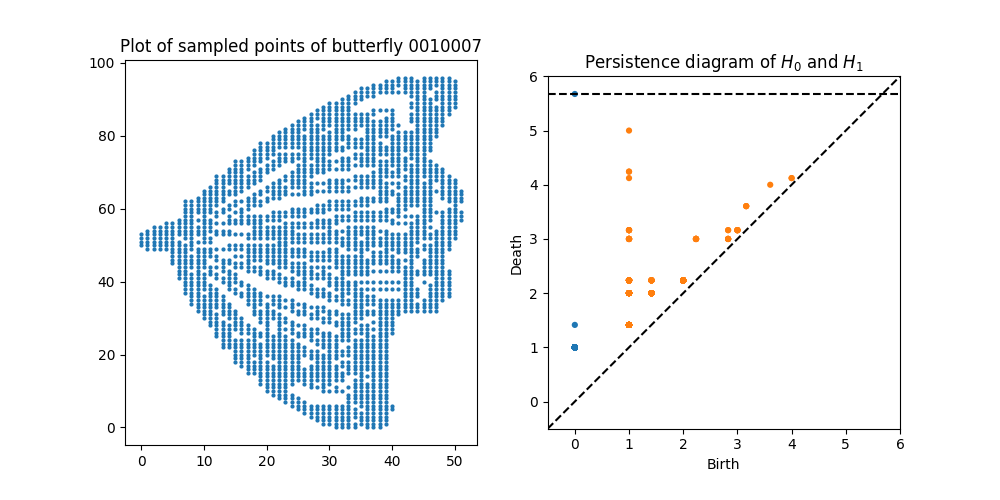 Plot of sampled points of butterfly 0010007
100
80
60
40
20
0
0 10 20 30 40 50
Persistence diagram of H0 and H1
6
5
4
3
2
1
0
Death
0 1 2 3 4 5 6
Birth